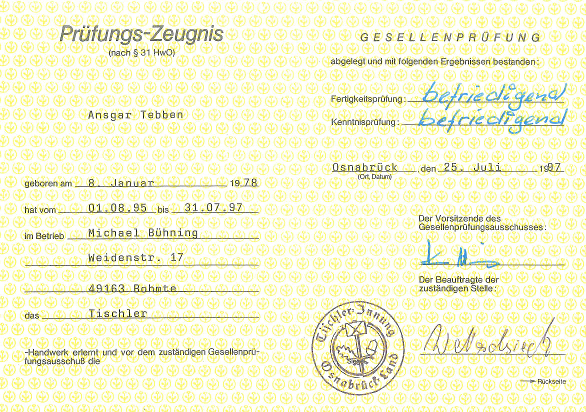 Prüfungs-Zeugnis
(nach § 31 HwO)
Ansgar Tebben
geboren am 8. Januar 1978
hat vom 01.08.95 bis 31.07.97
im Betrieb Michael Bühning
Weidenstr. 17
49163 Bohmte
das Tischler
-Handwerk erlernt und vor dem zuständigen Gesellenprü-
fungsausschuß die
GESELLENPRÜFUNG
abgelegt und mit folgenden Ergebnissen bestanden:
Fertigkeitsprüfung: befriedigend
Kenntnisprüfung: befriedigend
Osnabrück, den 25. Juli 1997
(Ort, Datum)
Der Vorsitzende des
Gesellenprüfungsausschusses:
Der Beauftragte der
zuständigen Stelle:
Tischler-Innung
Osnabrück-Land
Rückseite